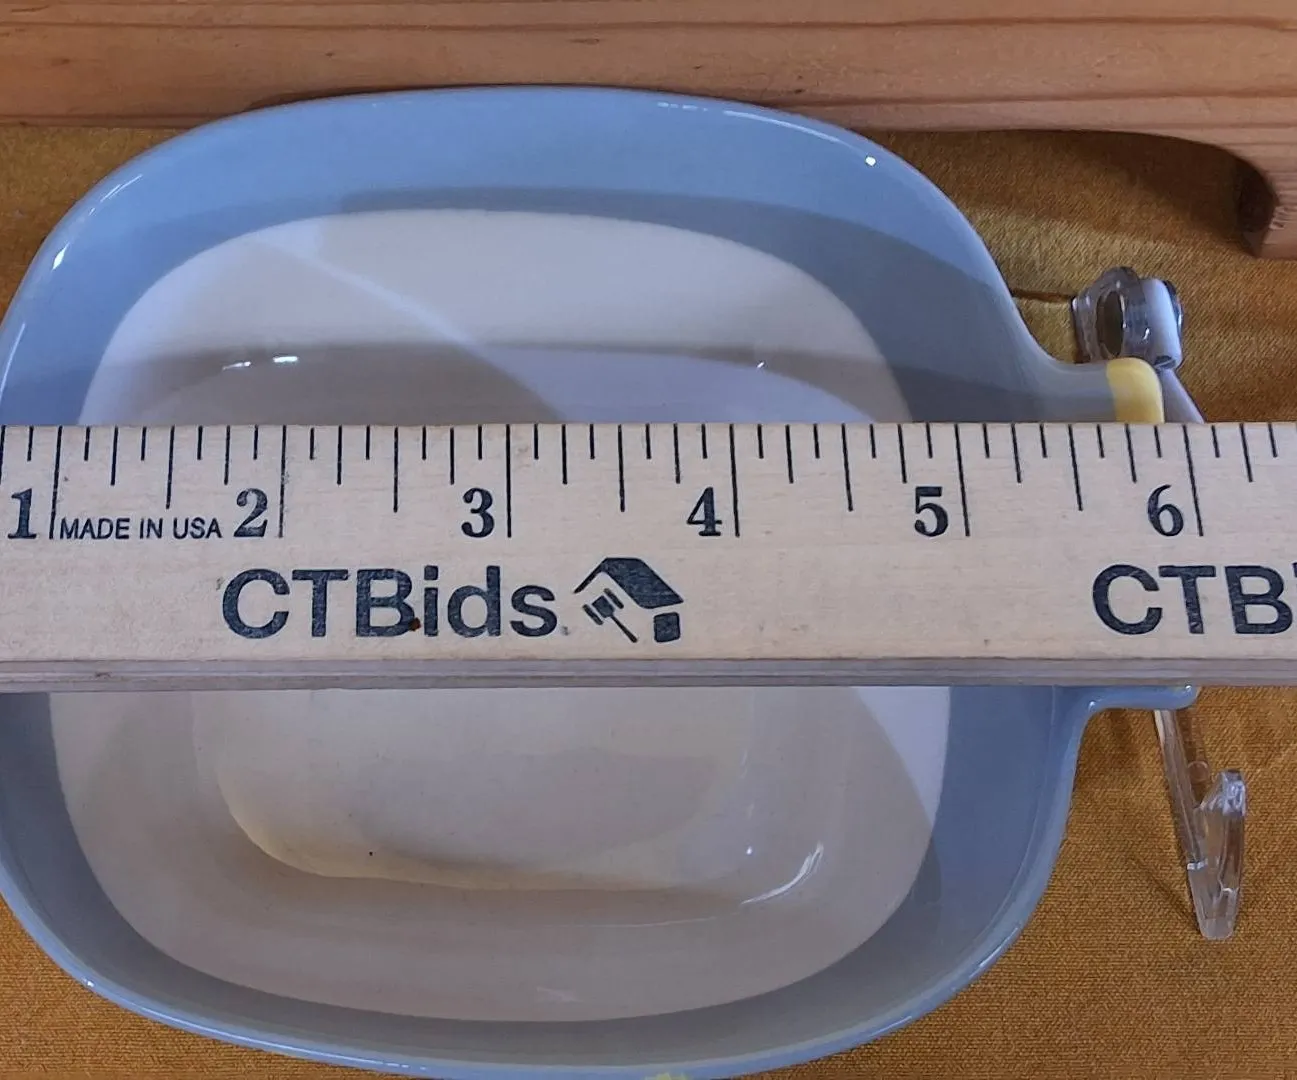 1 MADE IN USA 2 3 4 5 6
CTBids CTB